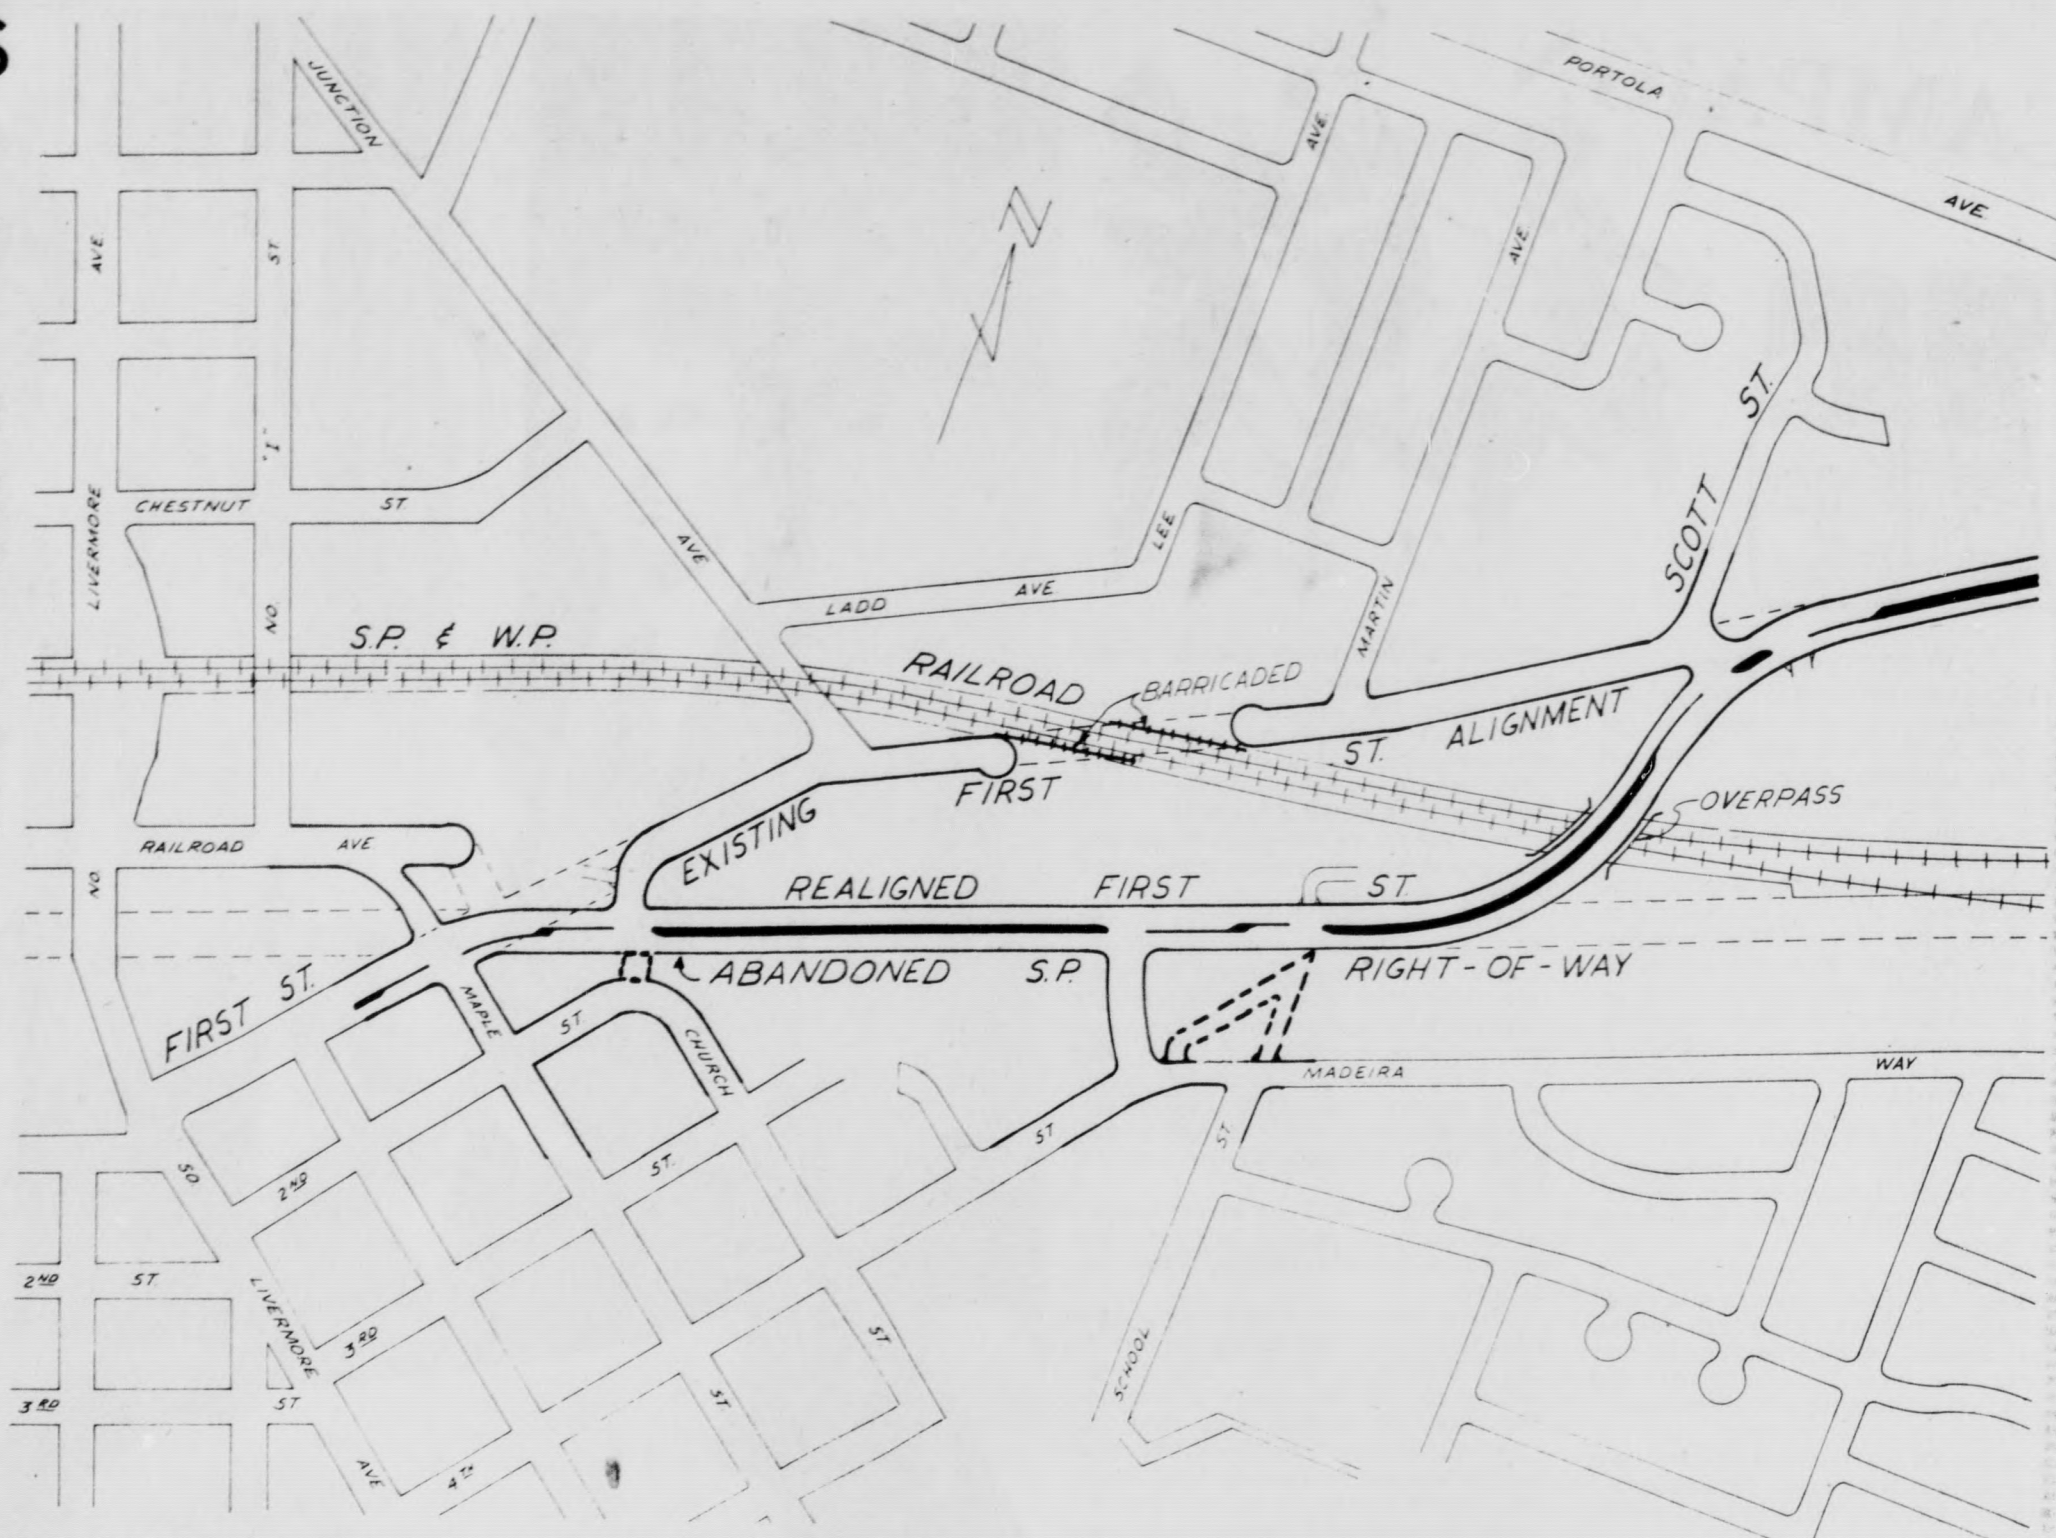 JUNCTION
PORTOLA
AVE.
AVE.
AVE.
AVE
ST.
N
ST.
"I"
SCOTT
CHESTNUT ST.
LIVERMORE
AVE
LEE
LADD AVE.
MARTIN
NO.
S.P. & W.P.
RAILROAD
BARRICADED
ST. ALIGNMENT
FIRST
OVERPASS
EXISTING
RAILROAD AVE.
NO.
REALIGNED FIRST ST.
ABANDONED S.P. RIGHT-OF-WAY
FIRST ST.
MAPLE
ST.
CHURCH
MADEIRA WAY
ST.
ST.
ST.
SO.
2ND
2ND ST.
LIVERMORE
3RD
ST.
SCHOOL
3RD ST
ST.
AVE
4TH